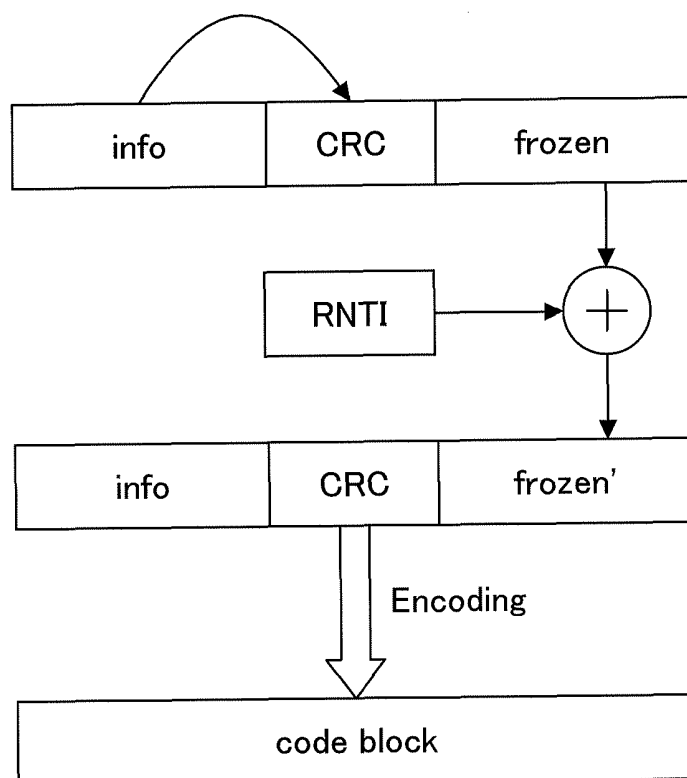 info CRC frozen
RNTI
info CRC frozen'
Encoding
code block